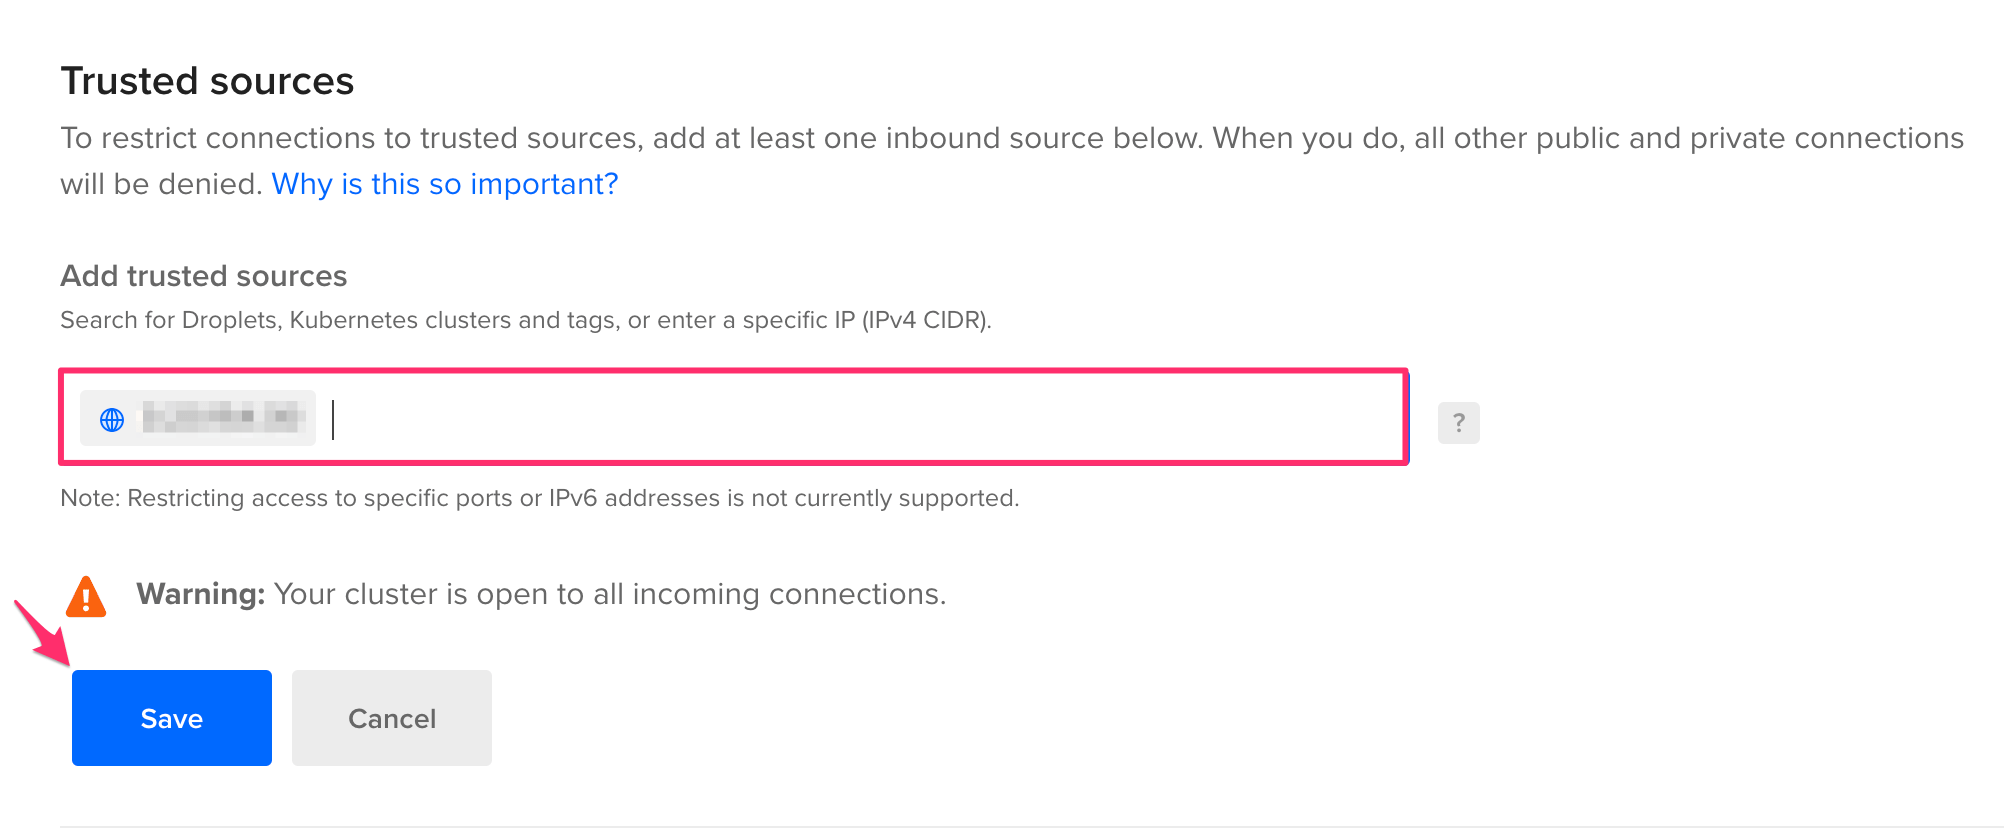 Trusted sources
To restrict connections to trusted sources, add at least one inbound source below. When you do, all other public and private connections
will be denied. Why is this so important?
Add trusted sources
Search for Droplets, Kubernetes clusters and tags, or enter a specific IP (IPv4 CIDR).
?
Note: Restricting access to specific ports or IPv6 addresses is not currently supported.
Warning: Your cluster is open to all incoming connections.
Save Cancel